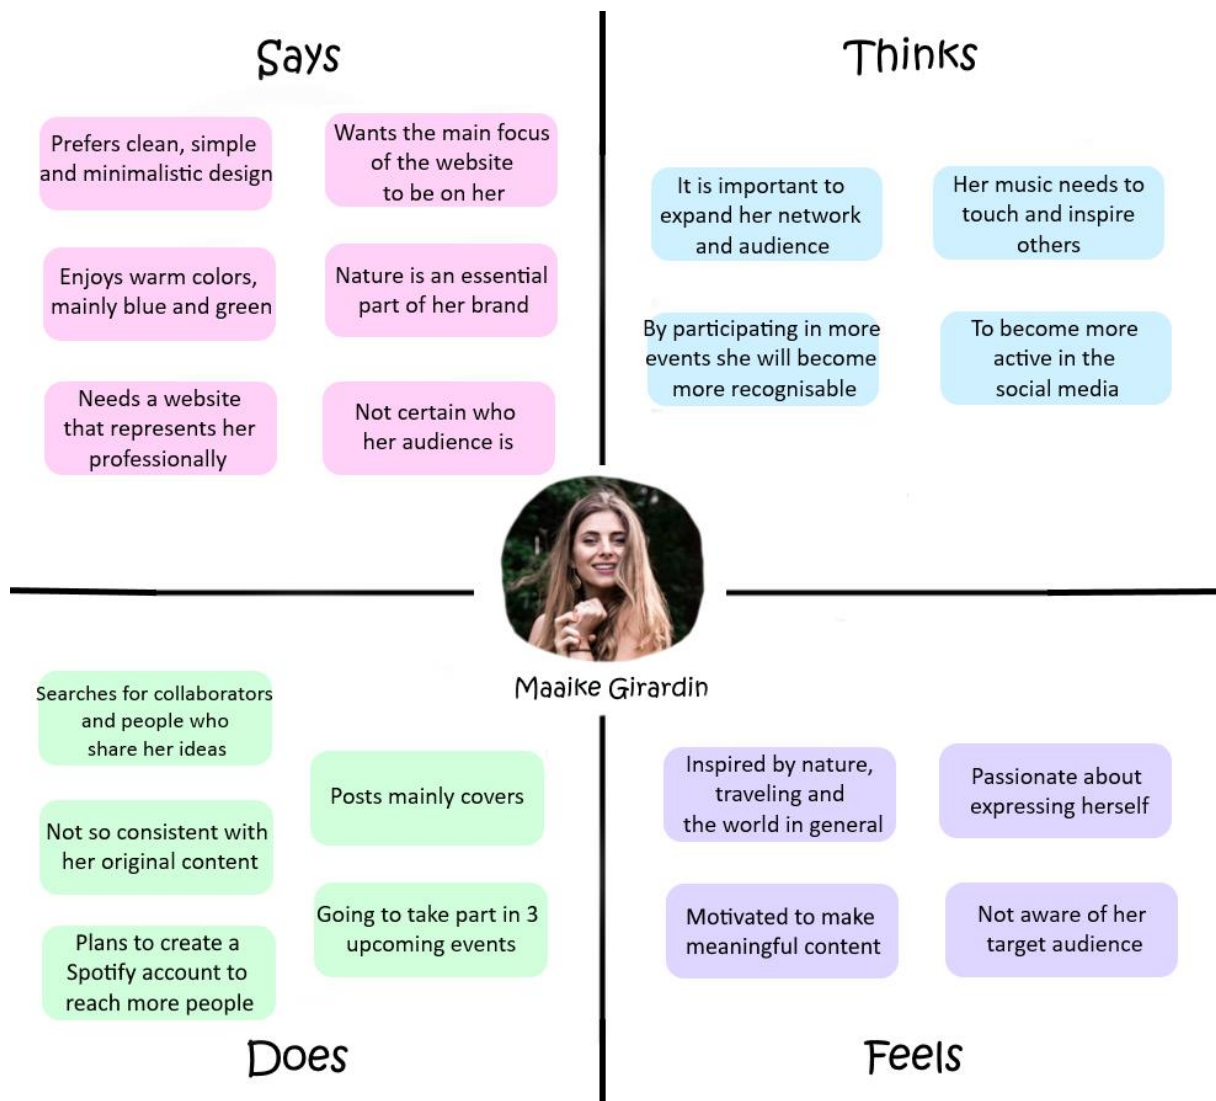 Says
Prefers clean, simple
and minimalistic design
Wants the main focus
of the website
to be on her
Enjoys warm colors,
mainly blue and green
Nature is an essential
part of her brand
Needs a website
that represents her
professionally
Not certain who
her audience is
Thinks
It is important to
expand her network
and audience
Her music needs to
touch and inspire
others
By participating in more
events she will become
more recognisable
To become more
active in the
social media
Maaike Girardin
Searches for collaborators
and people who
share her ideas
Posts mainly covers
Not so consistent with
her original content
Going to take part in 3
upcoming events
Plans to create a
Spotify account to
reach more people
Does
Inspired by nature,
traveling and
the world in general
Passionate about
expressing herself
Motivated to make
meaningful content
Not aware of her
target audience
Feels